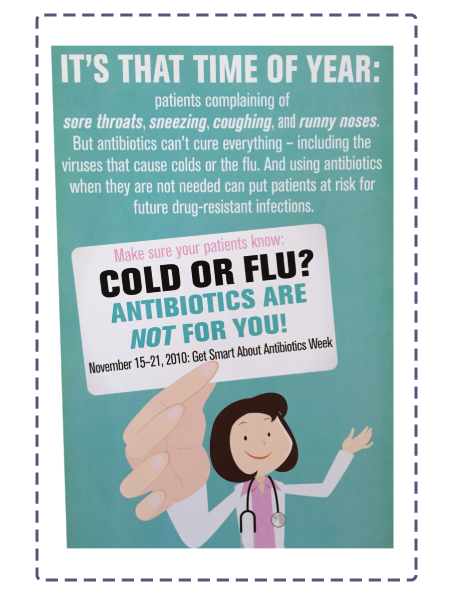 IT'S THAT TIME OF YEAR:
patients complaining of
sore throats, sneezing, coughing, and runny noses.
But antibiotics can't cure everything – including the
viruses that cause colds or the flu. And using antibiotics
when they are not needed can put patients at risk for
future drug-resistant infections.
Make sure your patients know:
COLD OR FLU?
ANTIBIOTICS ARE
NOT FOR YOU!
November 15–21, 2010: Get Smart About Antibiotics Week